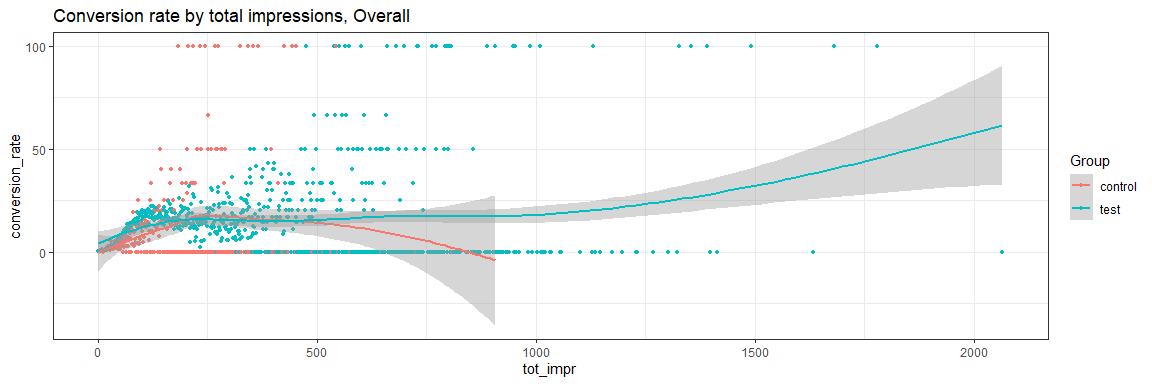 Conversion rate by total impressions, Overall
100
50
0
conversion_rate
0
500
1000
1500
2000
tot_impr
Group
control
test